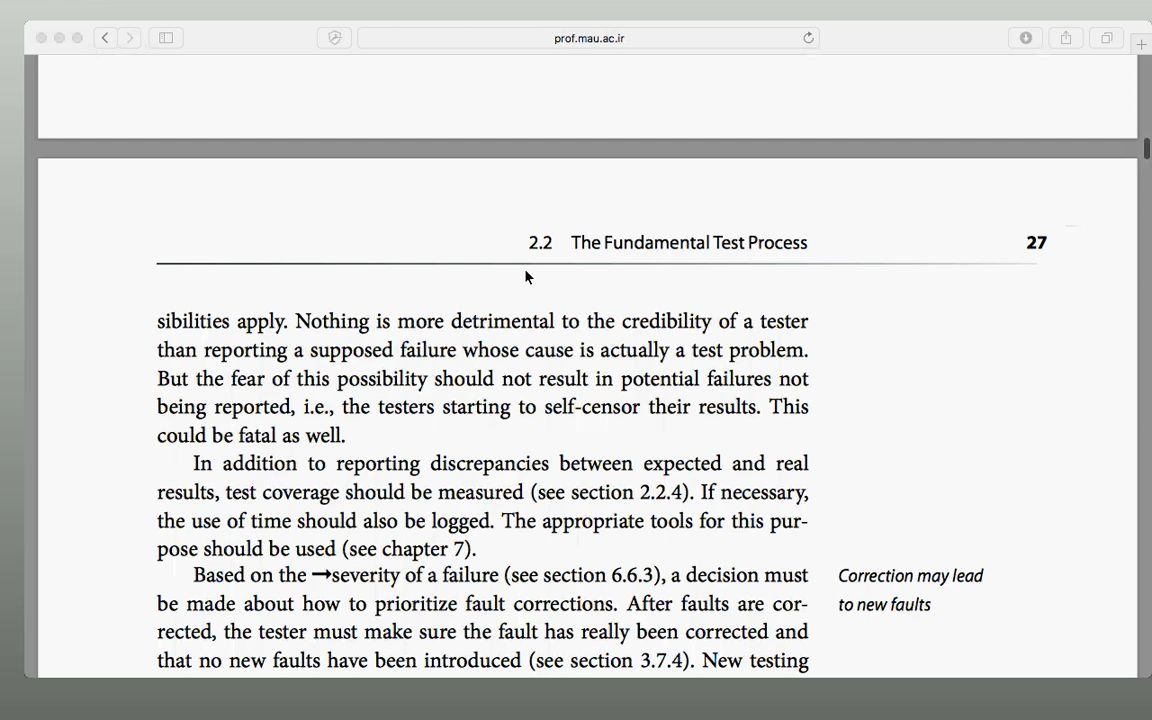 prof.mau.ac.ir
2.2 The Fundamental Test Process 27
sibilities apply. Nothing is more detrimental to the credibility of a tester
than reporting a supposed failure whose cause is actually a test problem.
But the fear of this possibility should not result in potential failures not
being reported, i.e., the testers starting to self-censor their results. This
could be fatal as well.
In addition to reporting discrepancies between expected and real
results, test coverage should be measured (see section 2.2.4). If necessary,
the use of time should also be logged. The appropriate tools for this pur-
pose should be used (see chapter 7).
Based on the →severity of a failure (see section 6.6.3), a decision must
be made about how to prioritize fault corrections. After faults are cor-
rected, the tester must make sure the fault has really been corrected and
that no new faults have been introduced (see section 3.7.4). New testing
Correction may lead
to new faults